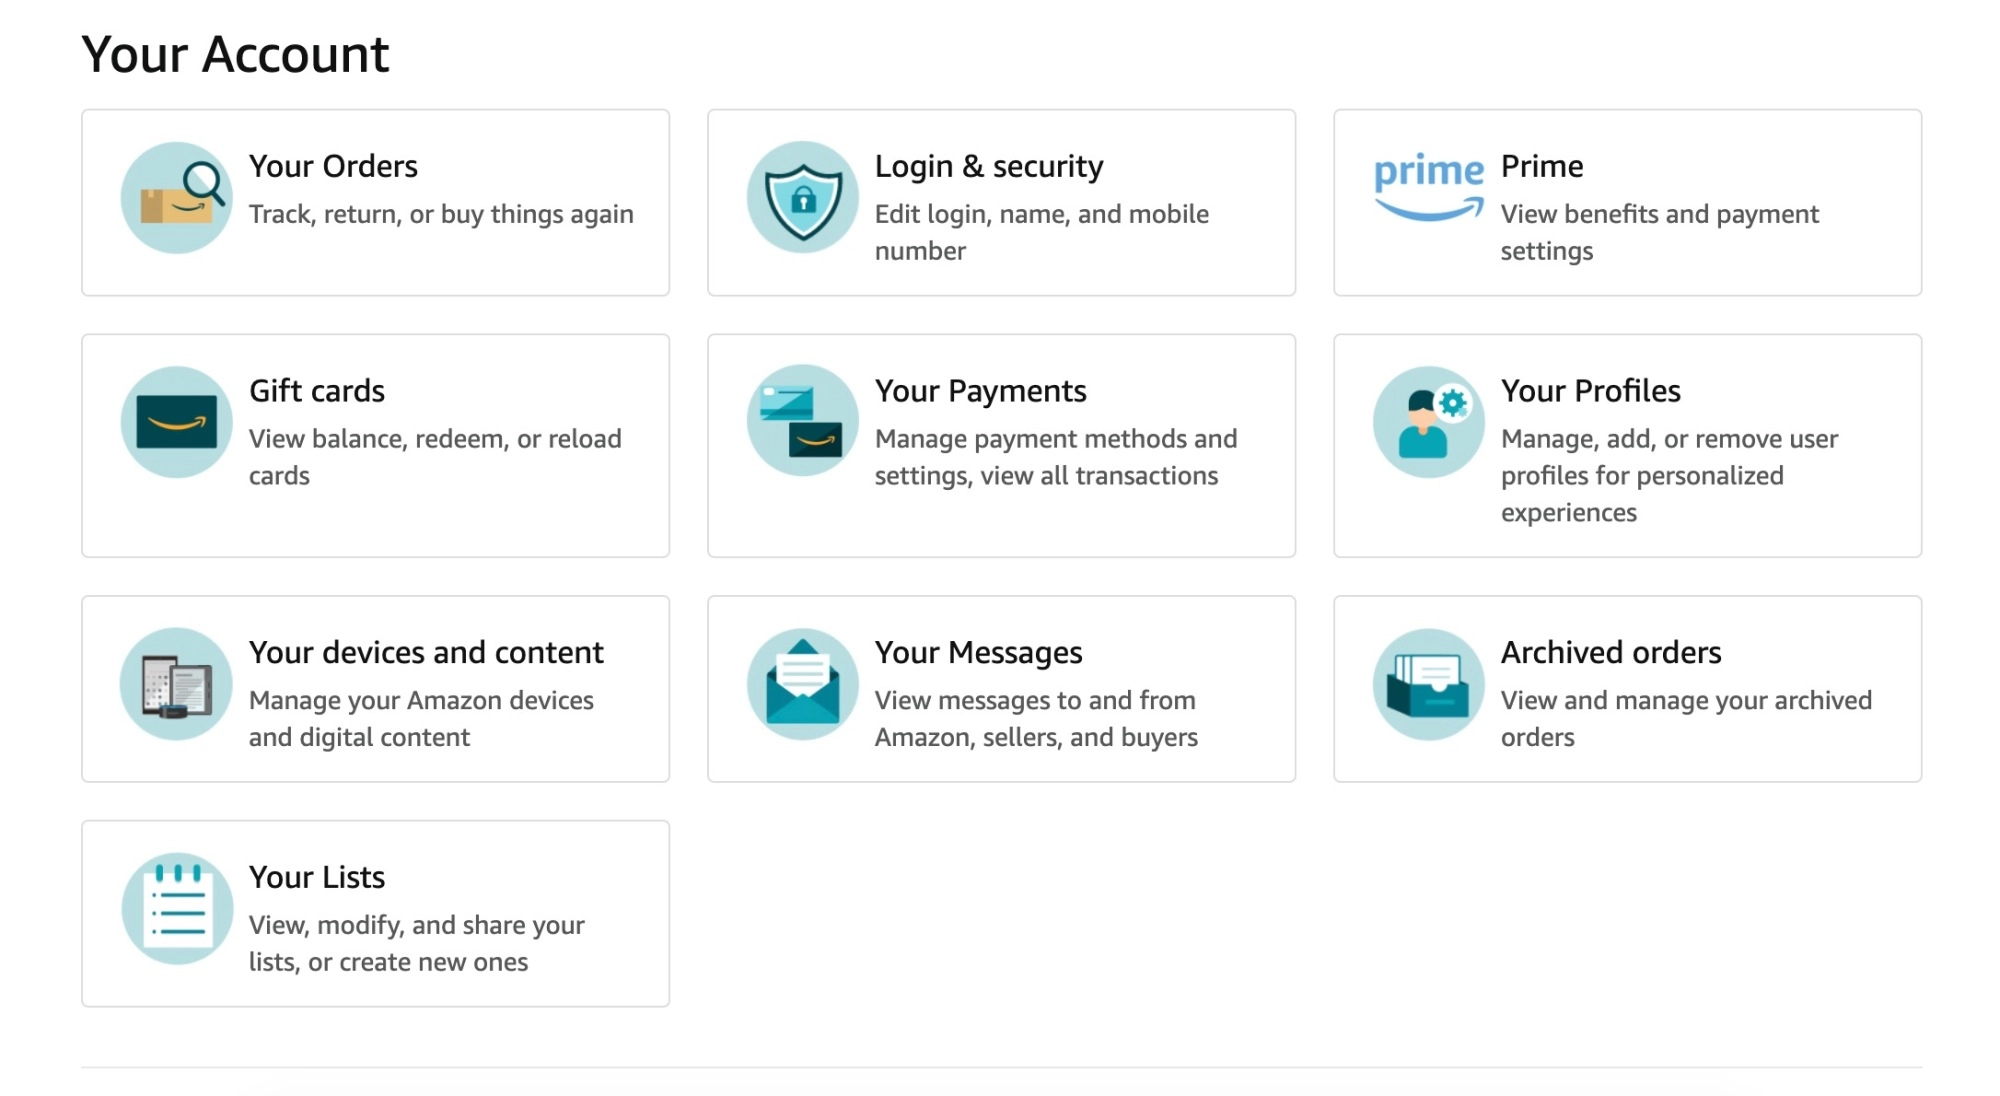 Your Account
Your Orders
Track, return, or buy things again
Login & security
Edit login, name, and mobile
number
prime
Prime
View benefits and payment
settings
Gift cards
View balance, redeem, or reload
cards
Your Payments
Manage payment methods and
settings, view all transactions
Your Profiles
Manage, add, or remove user
profiles for personalized
experiences
Your devices and content
Manage your Amazon devices
and digital content
Your Messages
View messages to and from
Amazon, sellers, and buyers
Archived orders
View and manage your archived
orders
Your Lists
View, modify, and share your
lists, or create new ones